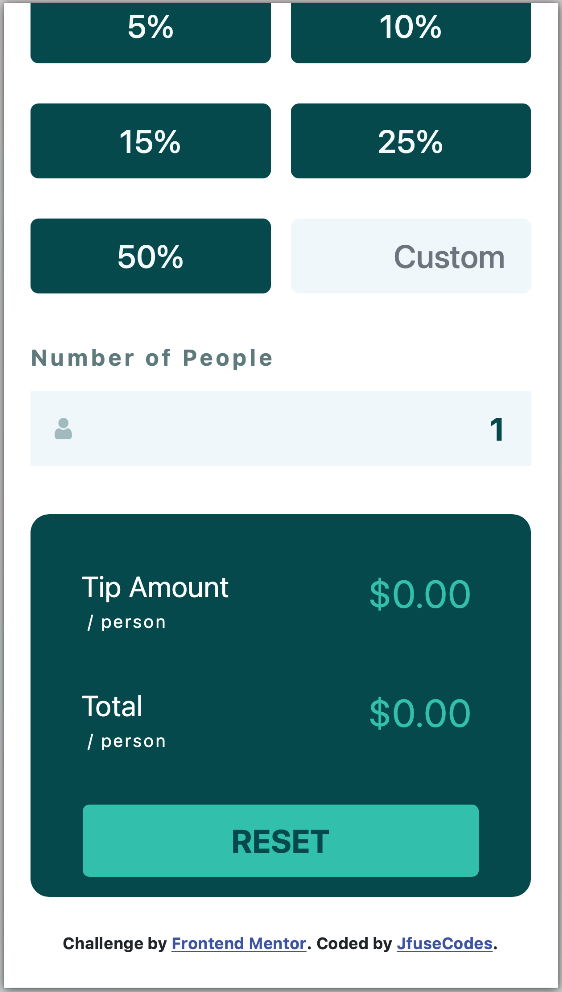 5% 10%
15% 25%
50% Custom
Number of People
1
Tip Amount $0.00
/ person
Total $0.00
/ person
RESET
Challenge by Frontend Mentor. Coded by JfuseCodes.